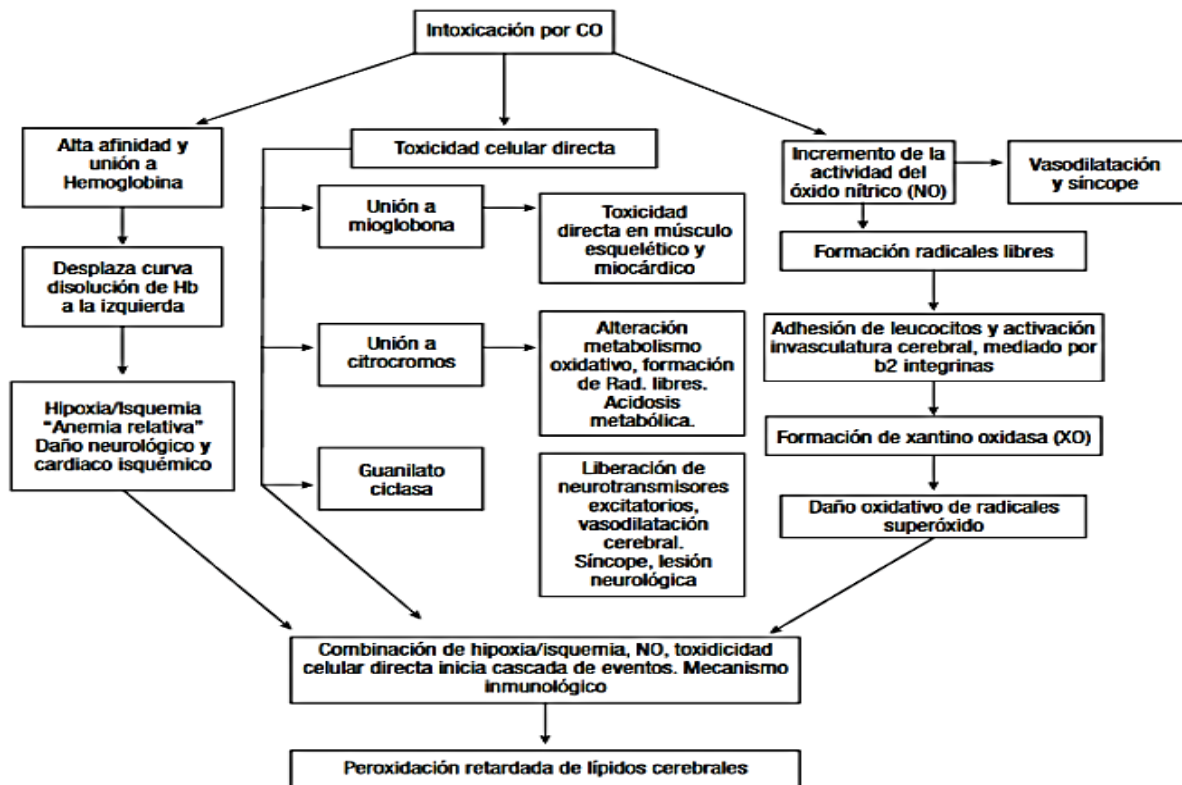 Intoxicación por CO
Alta afinidad y
unión a
Hemoglobina
Desplaza curva
disolución de Hb
a la izquierda
Hipoxia/Isquemia
"Anemia relativa"
Daño neurológico y
cardiaco isquémico
Toxicidad celular directa
Unión a
mioglobona
Toxicidad
directa en músculo
esquelético y
miocárdico
Unión a
citrocromos
Alteración
metabolismo
oxidativo, formación
de Rad. libres.
Acidosis
metabólica.
Guanilato
ciclasa
Liberación de
neurotransmisores
excitatorios,
vasodilatación
cerebral.
Síncope, lesión
neurológica
Incremento de la
actividad del
óxido nítrico (NO)
Vasodilatación
y síncope
Formación radicales libres
Adhesión de leucocitos y activación
invasculatura cerebral, mediado por
b2 integrinas
Formación de xantino oxidasa (XO)
Daño oxidativo de radicales
superóxido
Combinación de hipoxia/isquemia, NO, toxidicidad
celular directa inicia cascada de eventos. Mecanismo
inmunológico
Peroxidación retardada de lípidos cerebrales